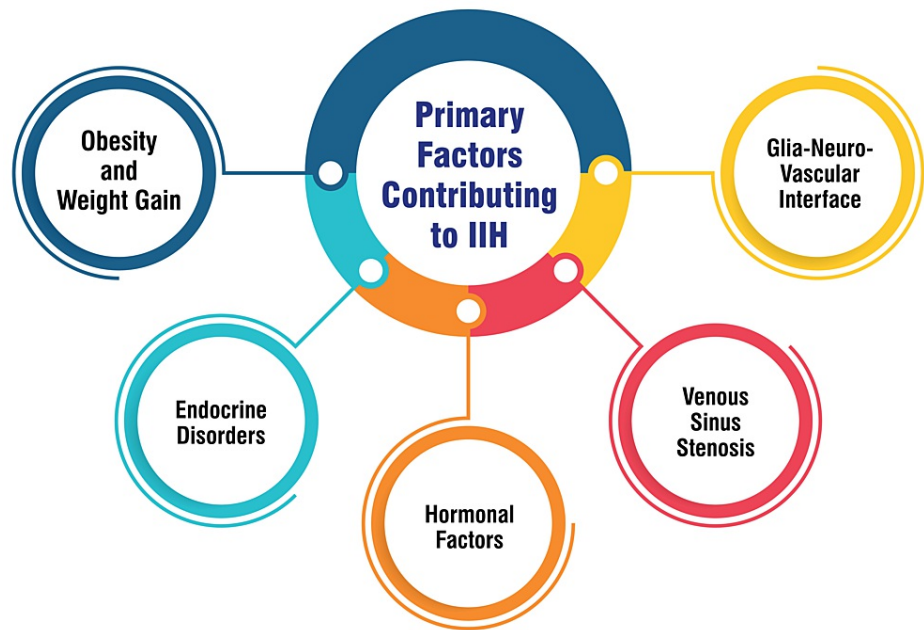 Primary
Factors
Contributing
to IIH
Obesity
and
Weight Gain
Endocrine
Disorders
Hormonal
Factors
Venous
Sinus
Stenosis
Glia-Neuro-
Vascular
Interface